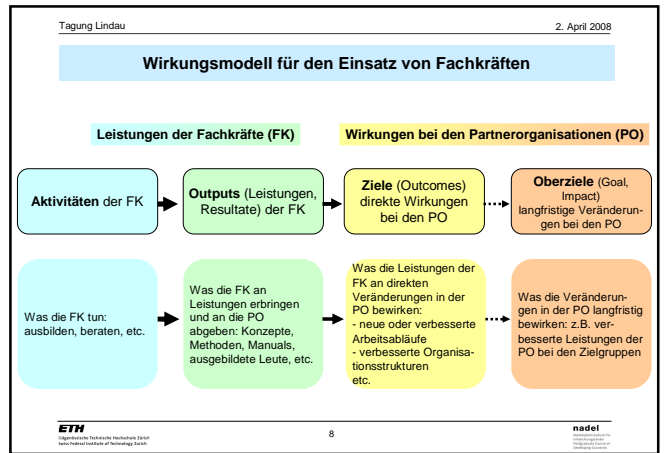 Tagung Lindau
2. April 2008
Wirkungsmodell für den Einsatz von Fachkräften
Leistungen der Fachkräfte (FK)
Wirkungen bei den Partnerorganisationen (PO)
Aktivitäten der FK
Outputs (Leistungen,
Resultate) der FK
Ziele (Outcomes)
direkte Wirkungen
bei den PO
Oberziele (Goal,
Impact)
langfristige Veränderun-
gen bei den PO
Was die FK tun:
ausbilden, beraten, etc.
Was die FK an
Leistungen erbringen
und an die PO
abgeben: Konzepte,
Methoden, Manuals,
ausgebildete Leute, etc.
Was die Leistungen der
FK an direkten
Veränderungen in der
PO bewirken:
- neue oder verbesserte
Arbeitsabläufe
- verbesserte Organisa-
tionsstrukturen
etc.
Was die Veränderun-
gen in der PO langfristig
bewirken: z.B. ver-
besserte Leistungen der
PO bei den Zielgruppen
ETH
Eidgenössische Technische Hochschule Zürich
Swiss Federal Institute of Technology Zurich
8
nadel